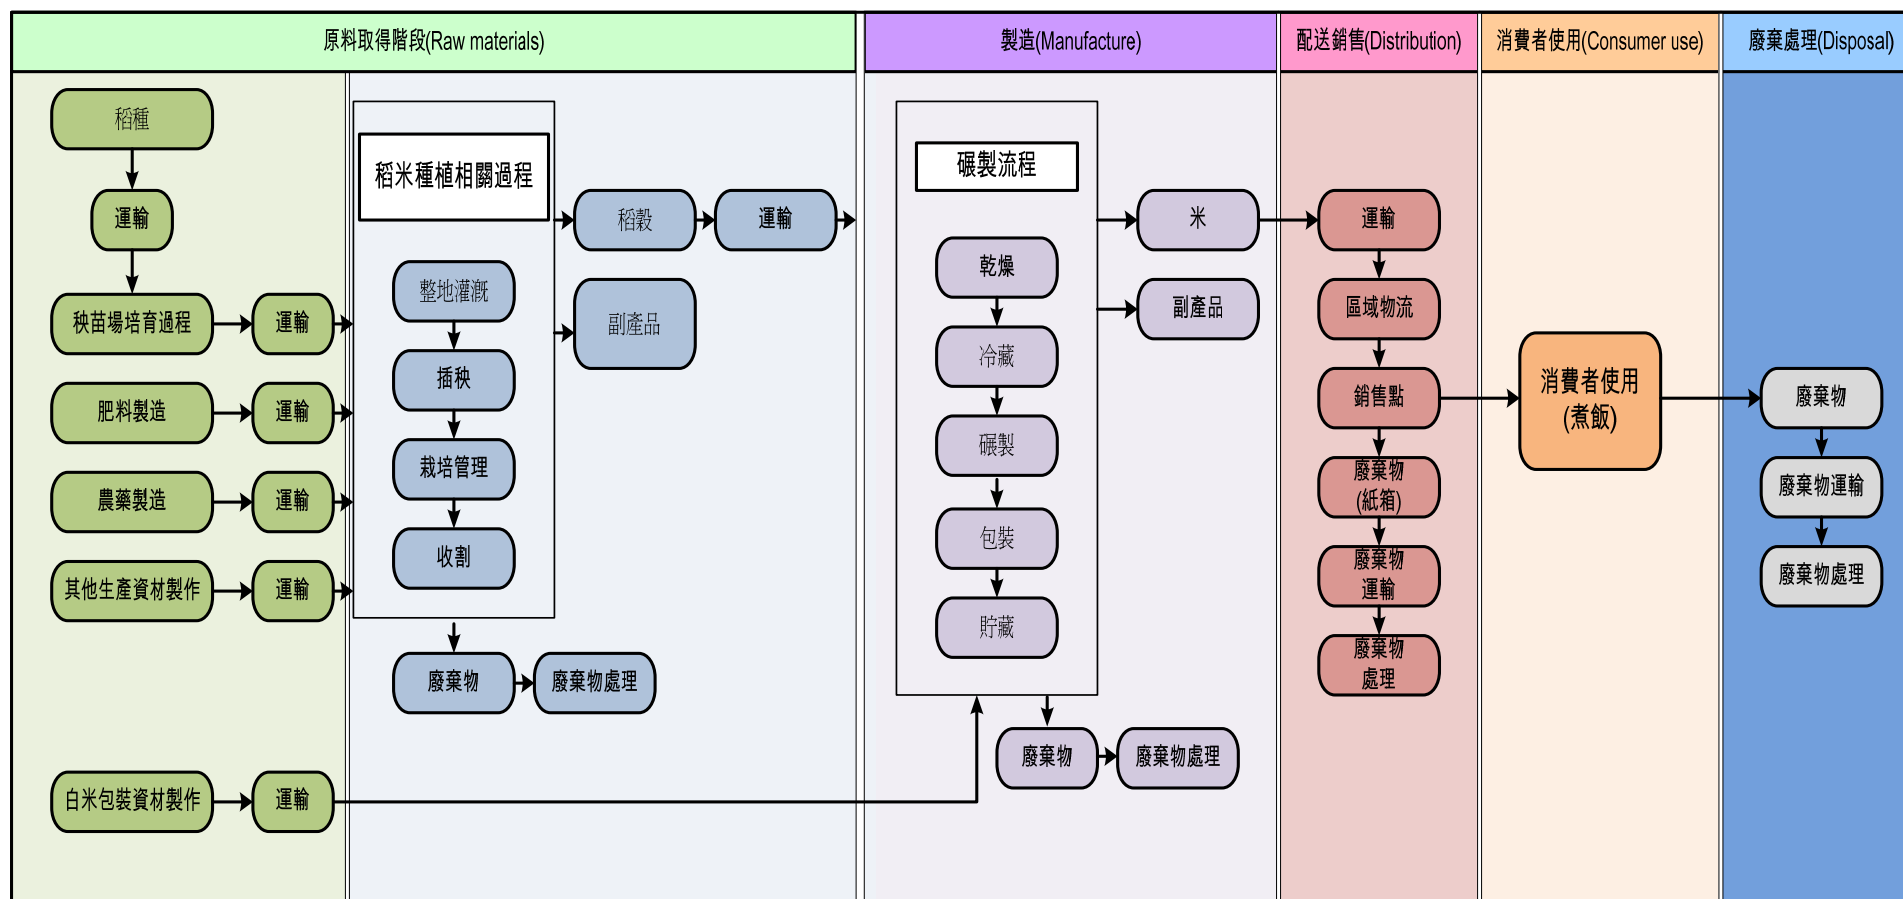 原料取得階段(Raw materials)
製造(Manufacture)
配送銷售(Distribution)
消費者使用(Consumer use)
廢棄處理(Disposal)
稻種
運輸
秧苗場培育過程
運輸
肥料製造
運輸
農藥製造
運輸
其他生產資材製作
運輸
白米包裝資材製作
運輸
稻米種植相關過程
整地灌溉
插秧
栽培管理
收割
廢棄物
廢棄物處理
稻穀
運輸
副產品
碾製流程
乾燥
冷藏
碾製
包裝
貯藏
廢棄物
廢棄物處理
米
副產品
運輸
區域物流
銷售點
廢棄物
(紙箱)
廢棄物
運輸
廢棄物
處理
消費者使用
(煮飯)
廢棄物
廢棄物運輸
廢棄物處理